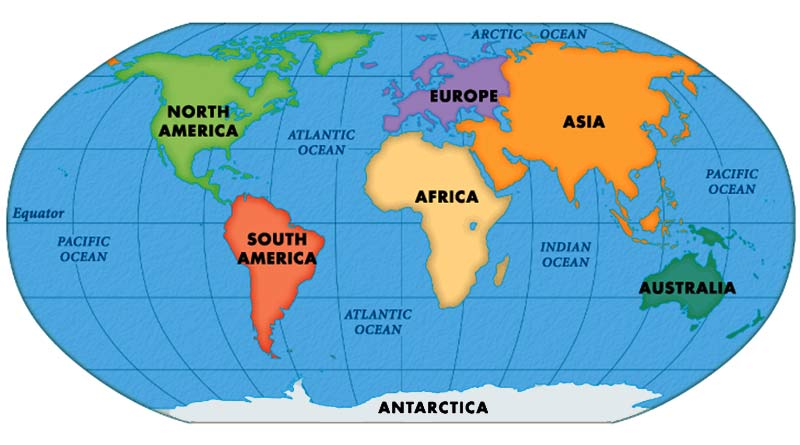 ARCTIC OCEAN
EUROPE
NORTH
AMERICA
ASIA
ATLANTIC
OCEAN
PACIFIC
OCEAN
AFRICA
Equator
PACIFIC
OCEAN
SOUTH
AMERICA
INDIAN
OCEAN
AUSTRALIA
ATLANTIC
OCEAN
ANTARCTICA